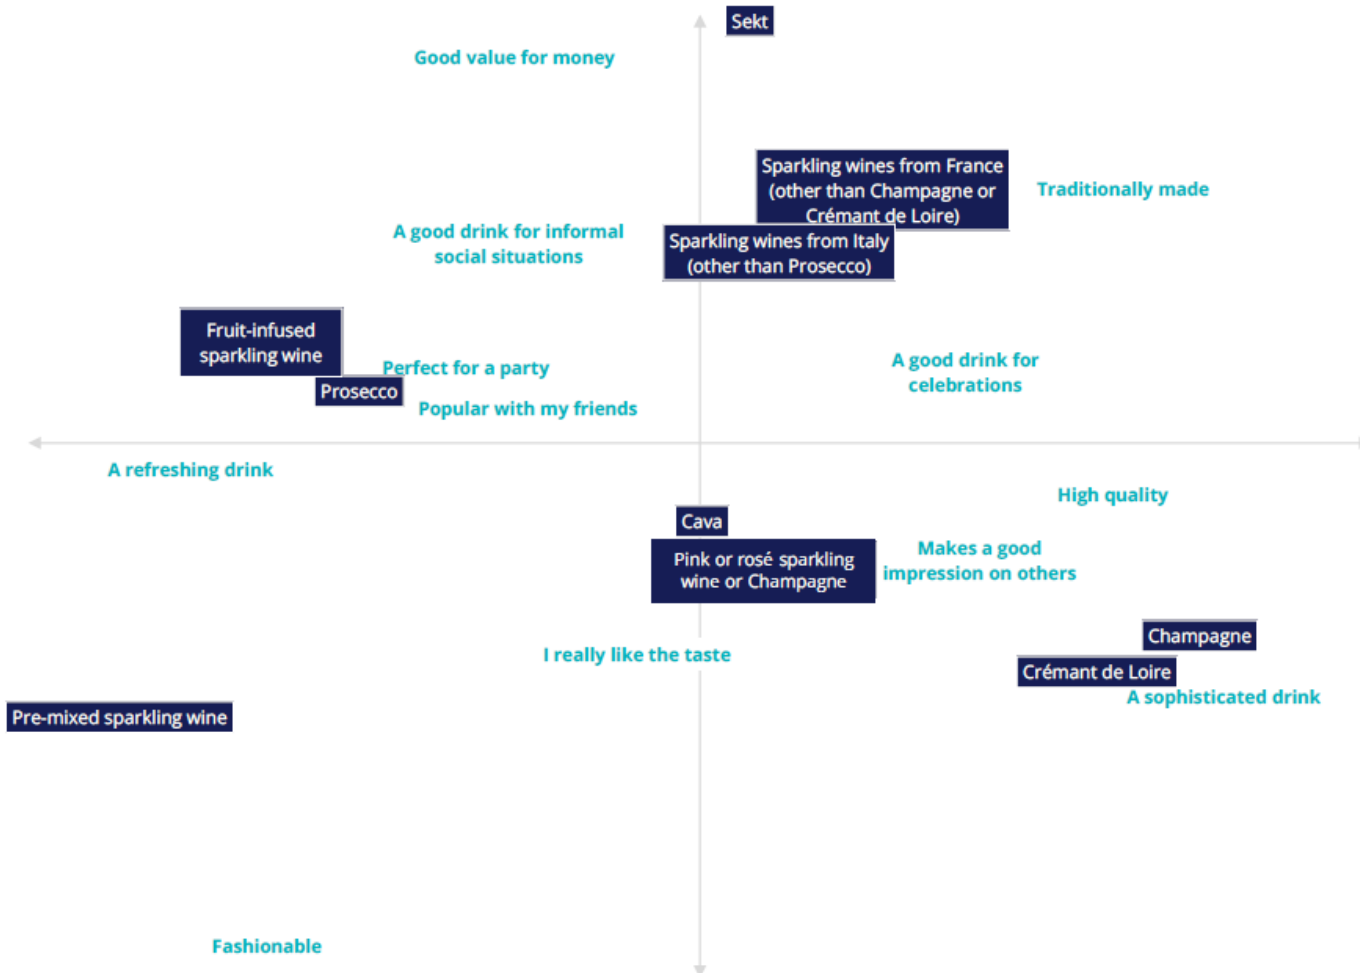 Sekt
Good value for money
Sparkling wines from France
(other than Champagne or
Crémant de Loire)
Traditionally made
A good drink for informal
social situations
Sparkling wines from Italy
(other than Prosecco)
Fruit-infused
sparkling wine
Perfect for a party
A good drink for
celebrations
Prosecco
Popular with my friends
A refreshing drink
High quality
Cava
Pink or rosé sparkling
wine or Champagne
Makes a good
impression on others
Champagne
I really like the taste
Crémant de Loire
A sophisticated drink
Pre-mixed sparkling wine
Fashionable